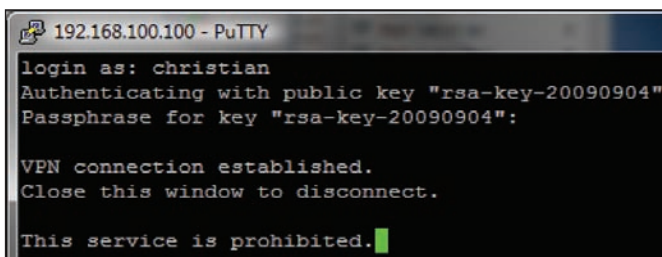 192.168.100.100 - PuTTY
login as: christian
Authenticating with public key "rsa-key-20090904"
Passphrase for key "rsa-key-20090904":
VPN connection established.
Close this window to disconnect.
This service is prohibited.